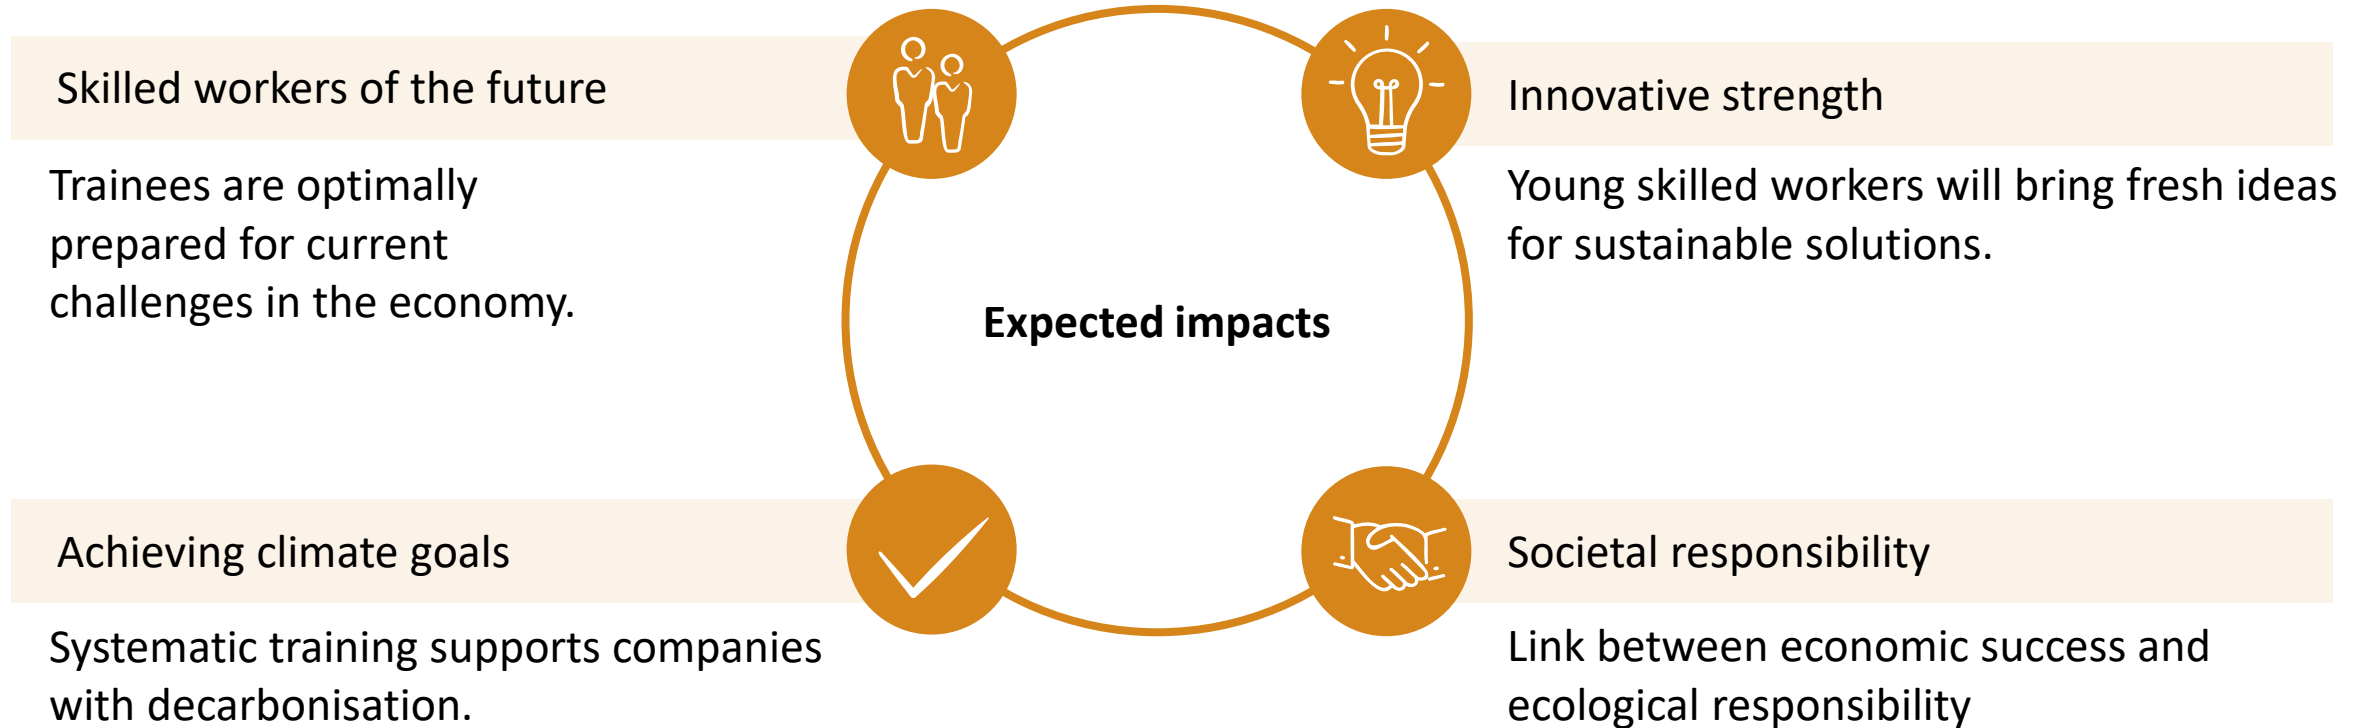 Skilled workers of the future
Trainees are optimally
prepared for current
challenges in the economy.
Innovative strength
Young skilled workers will bring fresh ideas
for sustainable solutions.
Expected impacts
Achieving climate goals
Systematic training supports companies
with decarbonisation.
Societal responsibility
Link between economic success and
ecological responsibility